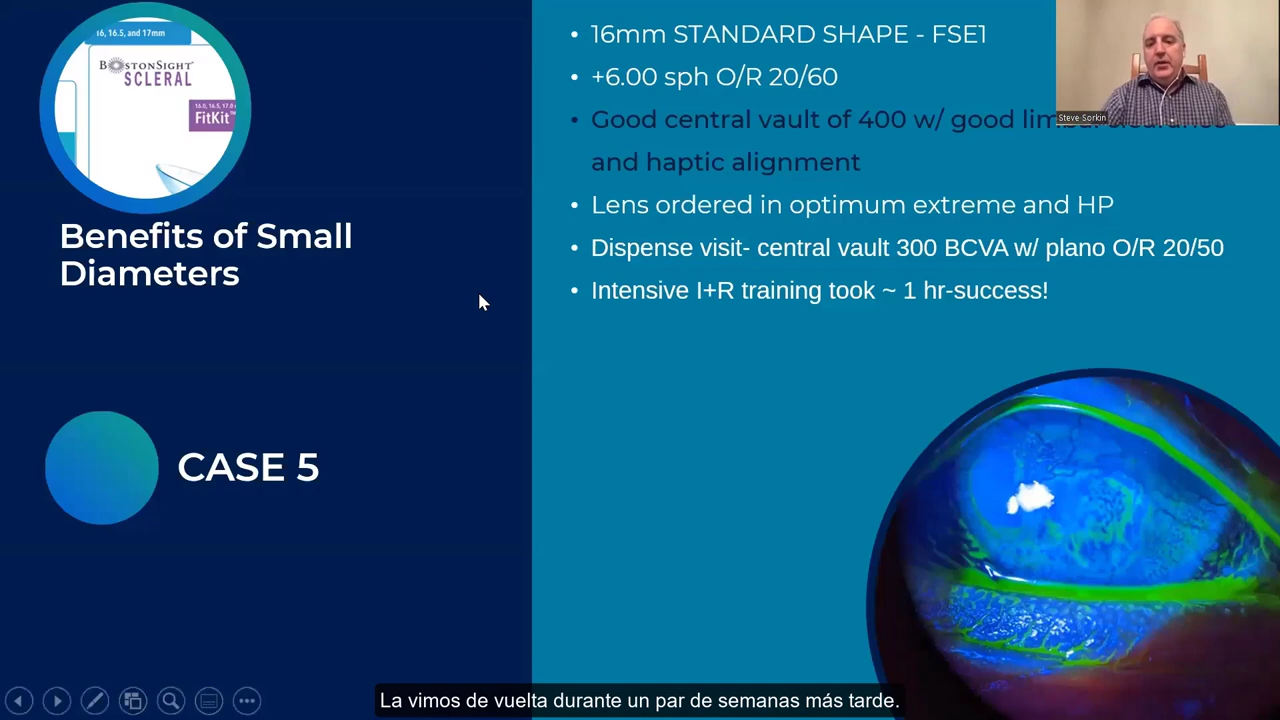 16, 16.5, and 17mm
BOSTONSIGHT
SCLERAL
16.0, 16.5, 17.0
FitKit™
Benefits of Small
Diameters
CASE 5
• 16mm STANDARD SHAPE - FSE1
• +6.00 sph O/R 20/60
• Good central vault of 400 w/ good limbal clearance
and haptic alignment
• Lens ordered in optimum extreme and HP
• Dispense visit- central vault 300 BCVA w/ plano O/R 20/50
• Intensive I+R training took ~ 1 hr-success!
Steve Sorkin
La vimos de vuelta durante un par de semanas más tarde.